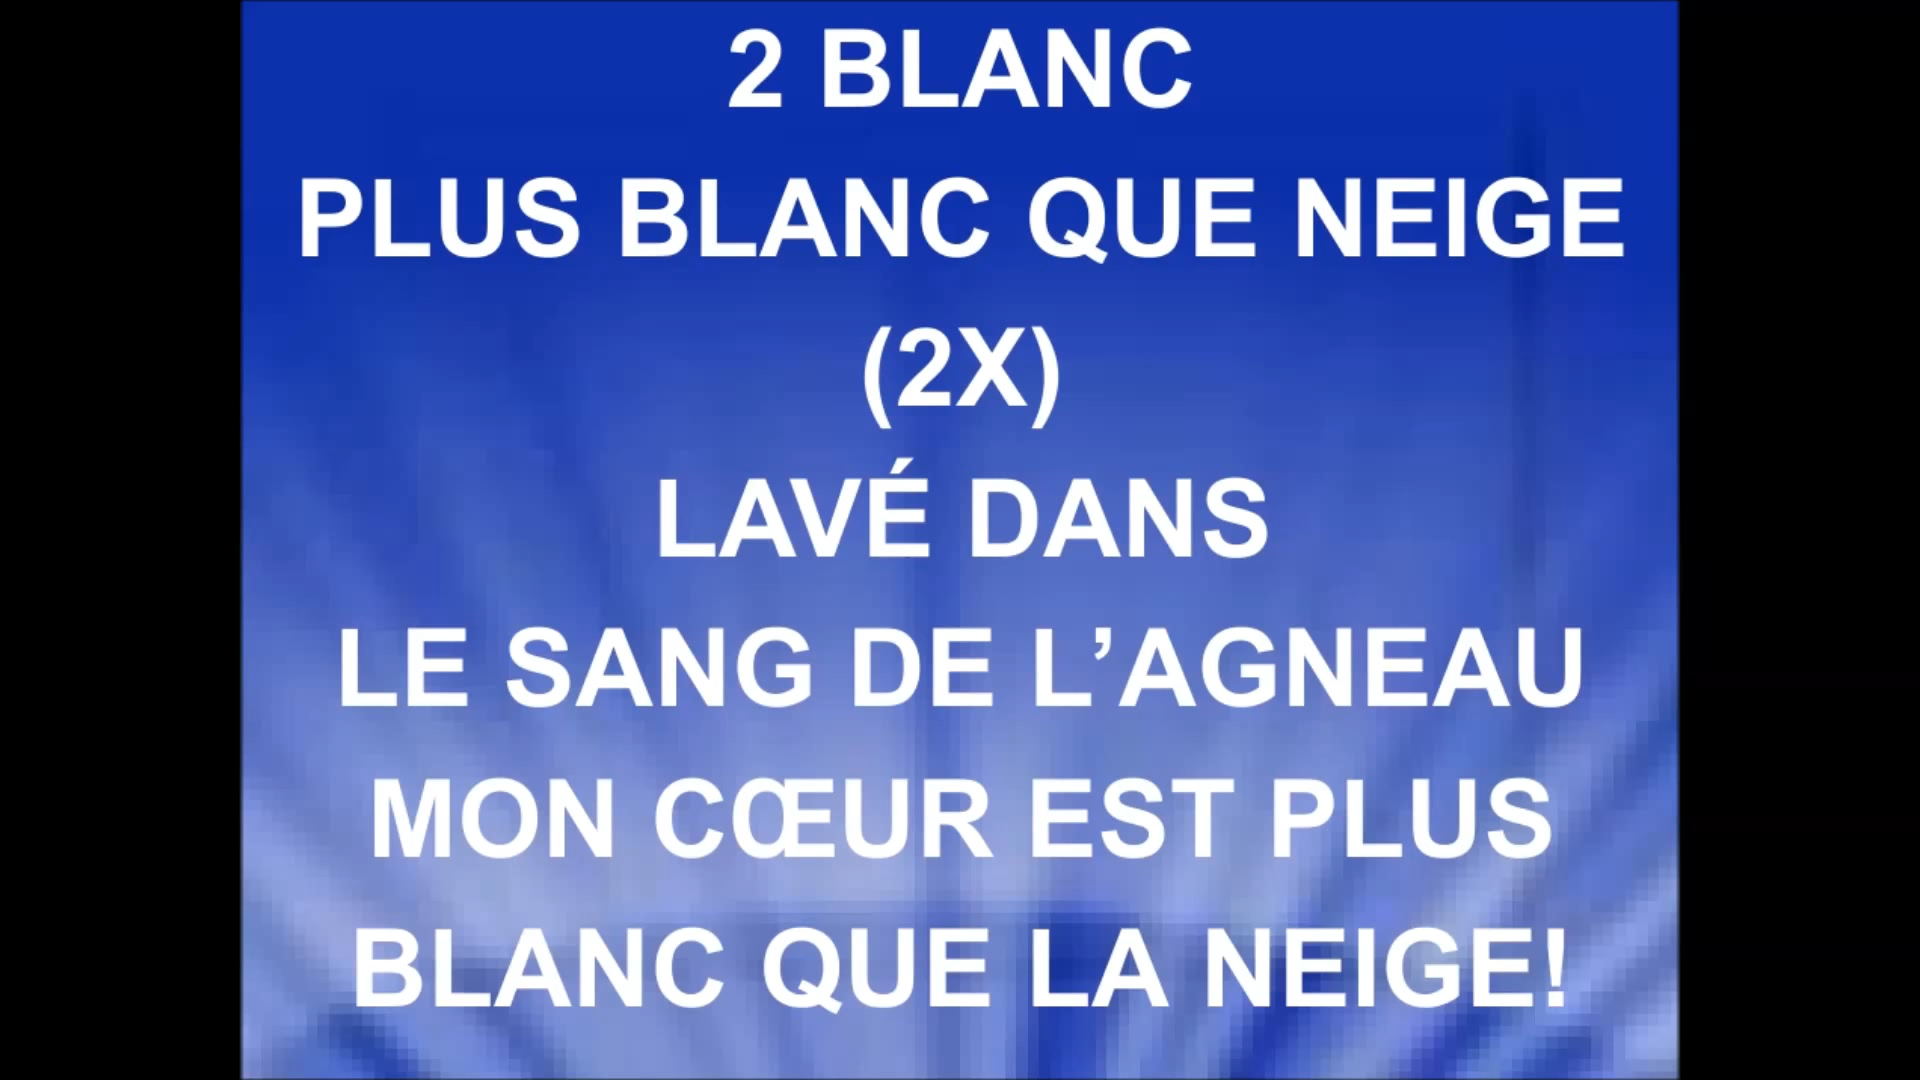 2 BLANC
PLUS BLANC QUE NEIGE
(2X)
LAVÉ DANS
LE SANG DE L’AGNEAU
MON CŒUR EST PLUS
BLANC QUE LA NEIGE!